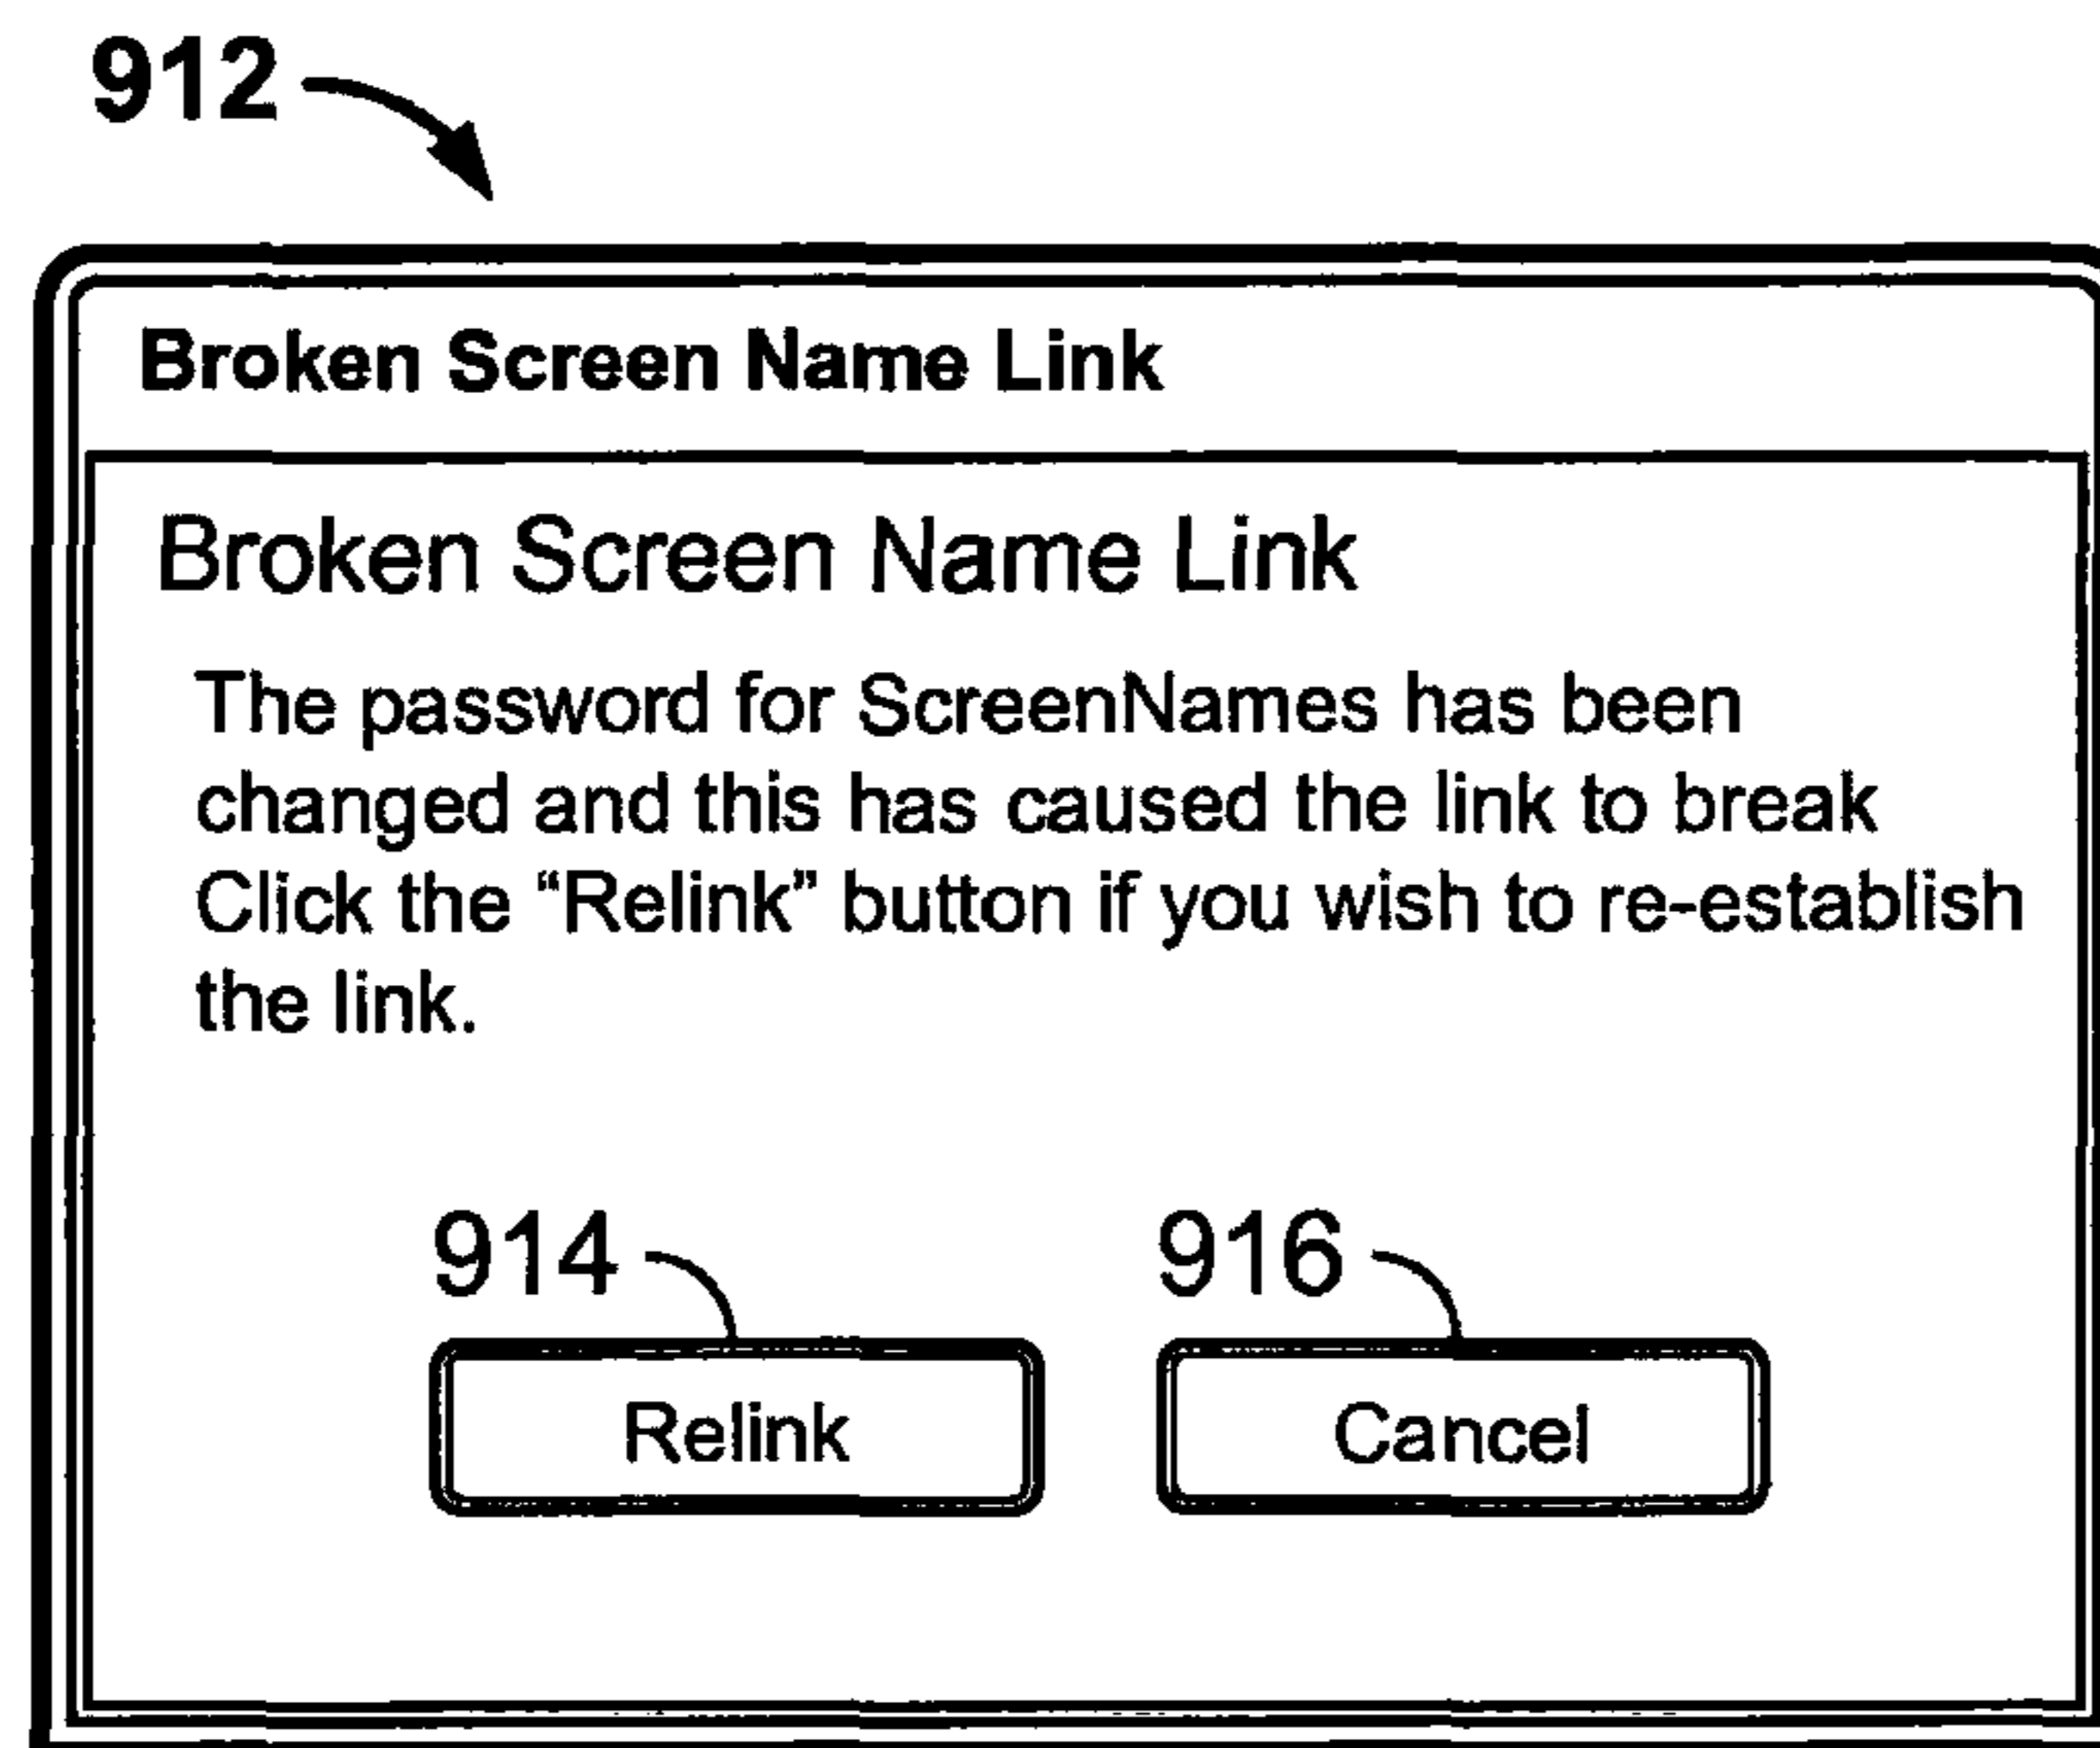 912
Broken Screen Name Link
Broken Screen Name Link
The password for ScreenNames has been
changed and this has caused the link to break
Click the “Relink” button if you wish to re-establish
the link.
914
916
Relink
Cancel